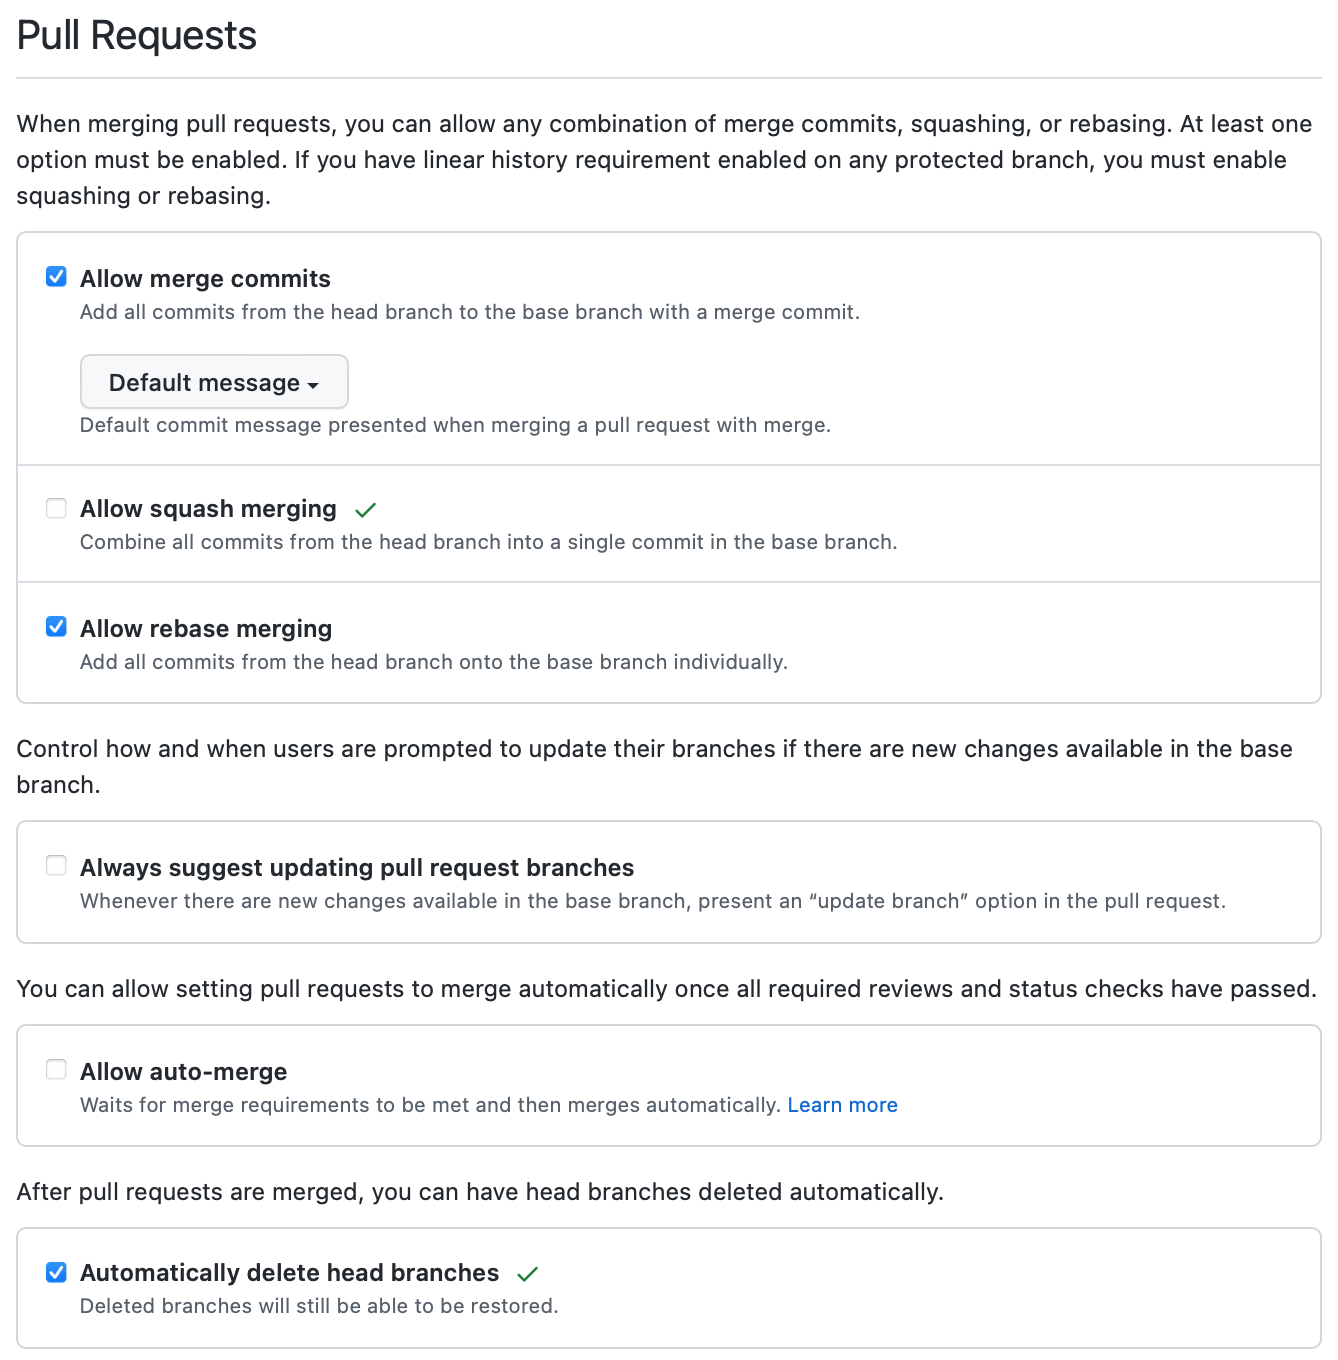 Pull Requests
When merging pull requests, you can allow any combination of merge commits, squashing, or rebasing. At least one
option must be enabled. If you have linear history requirement enabled on any protected branch, you must enable
squashing or rebasing.
Allow merge commits
Add all commits from the head branch to the base branch with a merge commit.
Default message
Default commit message presented when merging a pull request with merge.
Allow squash merging
Combine all commits from the head branch into a single commit in the base branch.
Allow rebase merging
Add all commits from the head branch onto the base branch individually.
Control how and when users are prompted to update their branches if there are new changes available in the base
branch.
Always suggest updating pull request branches
Whenever there are new changes available in the base branch, present an “update branch” option in the pull request.
You can allow setting pull requests to merge automatically once all required reviews and status checks have passed.
Allow auto-merge
Waits for merge requirements to be met and then merges automatically. Learn more
After pull requests are merged, you can have head branches deleted automatically.
Automatically delete head branches
Deleted branches will still be able to be restored.